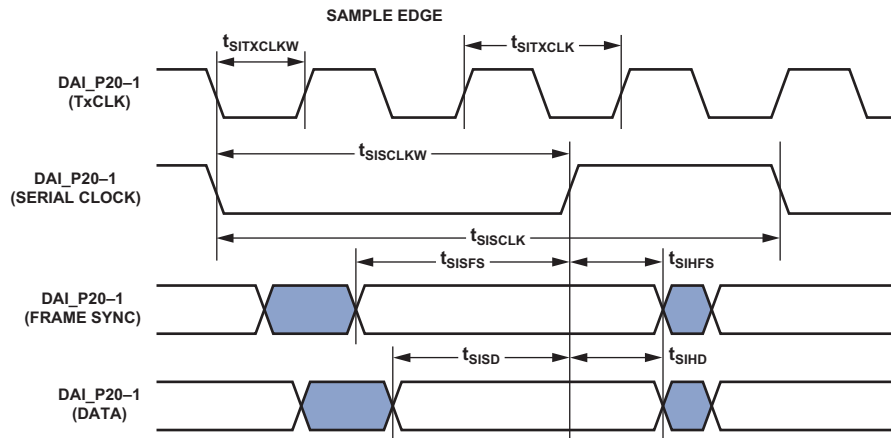 SAMPLE EDGE
tSITXCLKW
tSITXCLK
DAI_P20–1
(TxCLK)
tSISCLKW
DAI_P20–1
(SERIAL CLOCK)
tSISCLK
tSISFS
tSIHFS
DAI_P20–1
(FRAME SYNC)
tSISD
tSIHD
DAI_P20–1
(DATA)